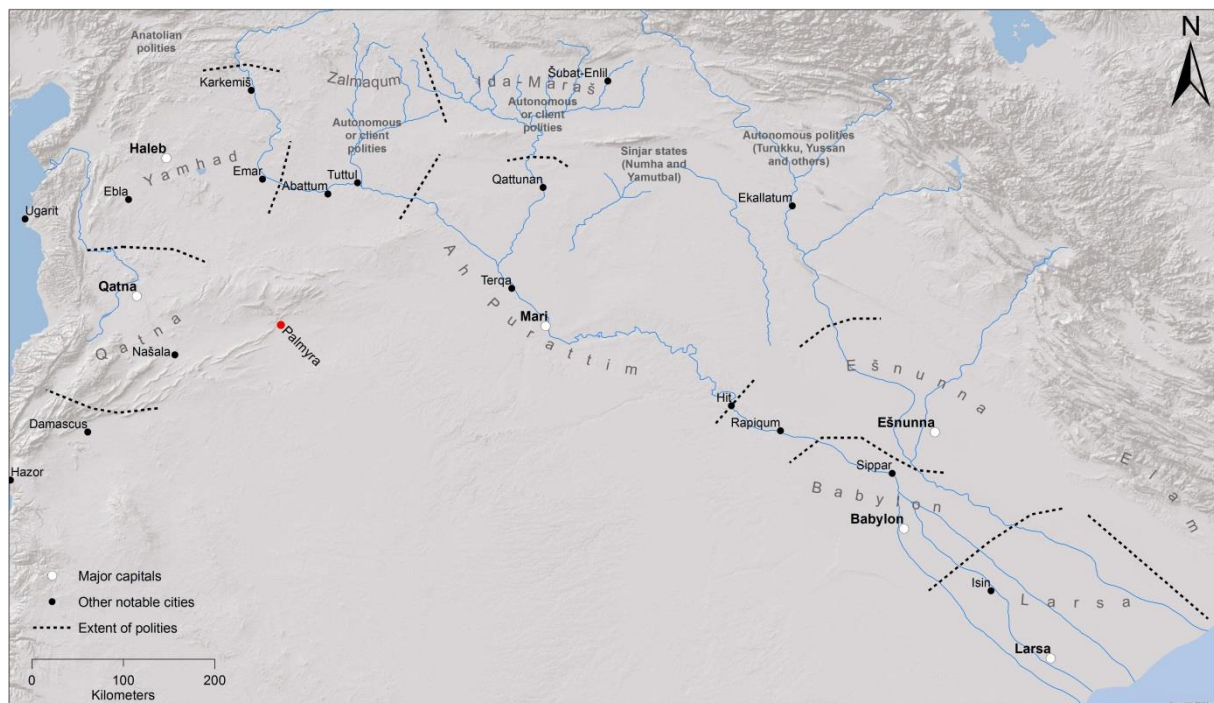 Anatolian
polities
N
Karkemiš
Zalmaqum
Ida-Maraš
Šubat-Enlil
Autonomous
or client
polities
Autonomous
or client
polities
Autonomous polities
(Turukku, Yussan
and others)
Sinjar states
(Numha and
Yamutbal)
Haleb
Yamhad
Ebla
Emar
Abattum
Tuttul
Qattunan
Ekallatum
Ugarit
Qatna
Qatna
Našala
Palmyra
Terqa
Mari
Ah Purattim
Damascus
Hazor
Hit
Rapiqum
Ešnunna
Ešnunna
Elam
Sippar
Babylon
Babylon
Isin
Larsa
Larsa
Major capitals
Other notable cities
Extent of polities
0 100 200
Kilometers